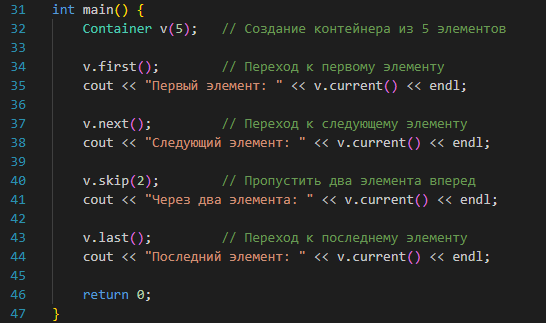 31 int main() {
32     Container v(5);   // Создание контейнера из 5 элементов
33
34     v.first();        // Переход к первому элементу
35     cout << "Первый элемент: " << v.current() << endl;
36
37     v.next();         // Переход к следующему элементу
38     cout << "Следующий элемент: " << v.current() << endl;
39
40     v.skip(2);        // Пропустить два элемента вперед
41     cout << "Через два элемента: " << v.current() << endl;
42
43     v.last();         // Переход к последнему элементу
44     cout << "Последний элемент: " << v.current() << endl;
45
46     return 0;
47 }